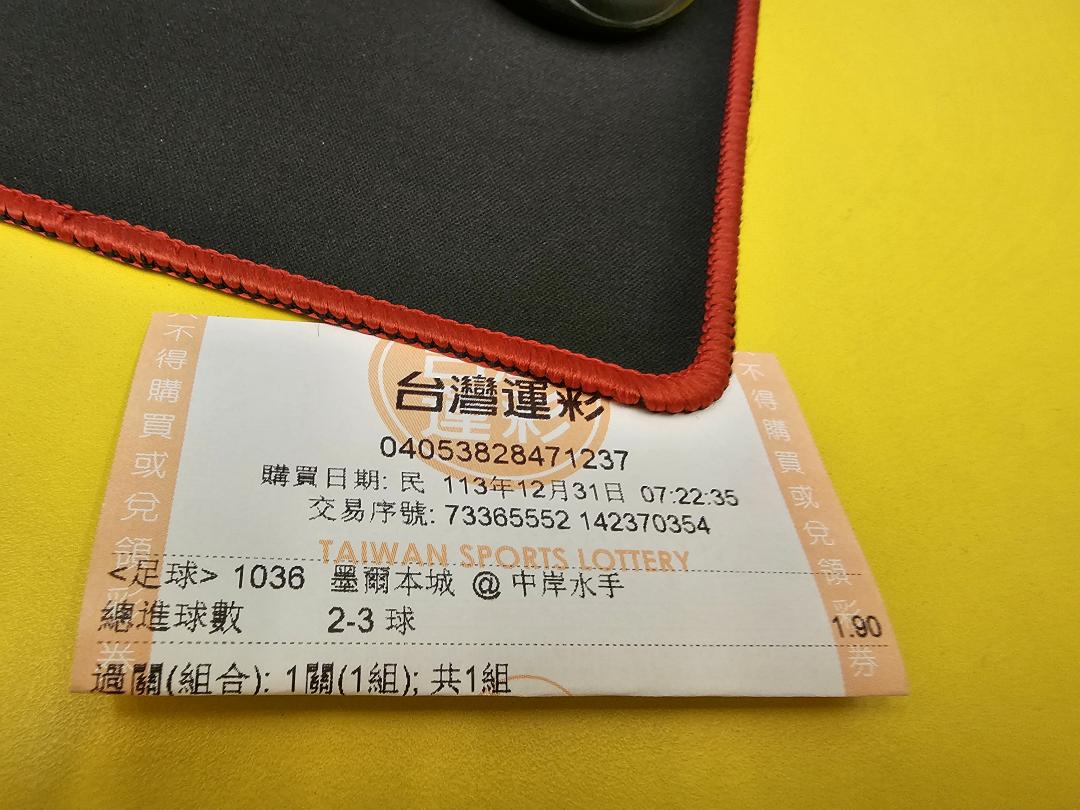 台灣運彩
04053828471237
購買日期: 民 113年12月31日 07:22:35
交易序號: 73365552 142370354
TAIWAN SPORTS LOTTERY
<足球> 1036 墨爾本城 @ 中岸水手
總進球數 2-3 球 1.90
過關(組合): 1關(1組); 共1組
不得購買或兌領彩券
不得購買或兌領彩券